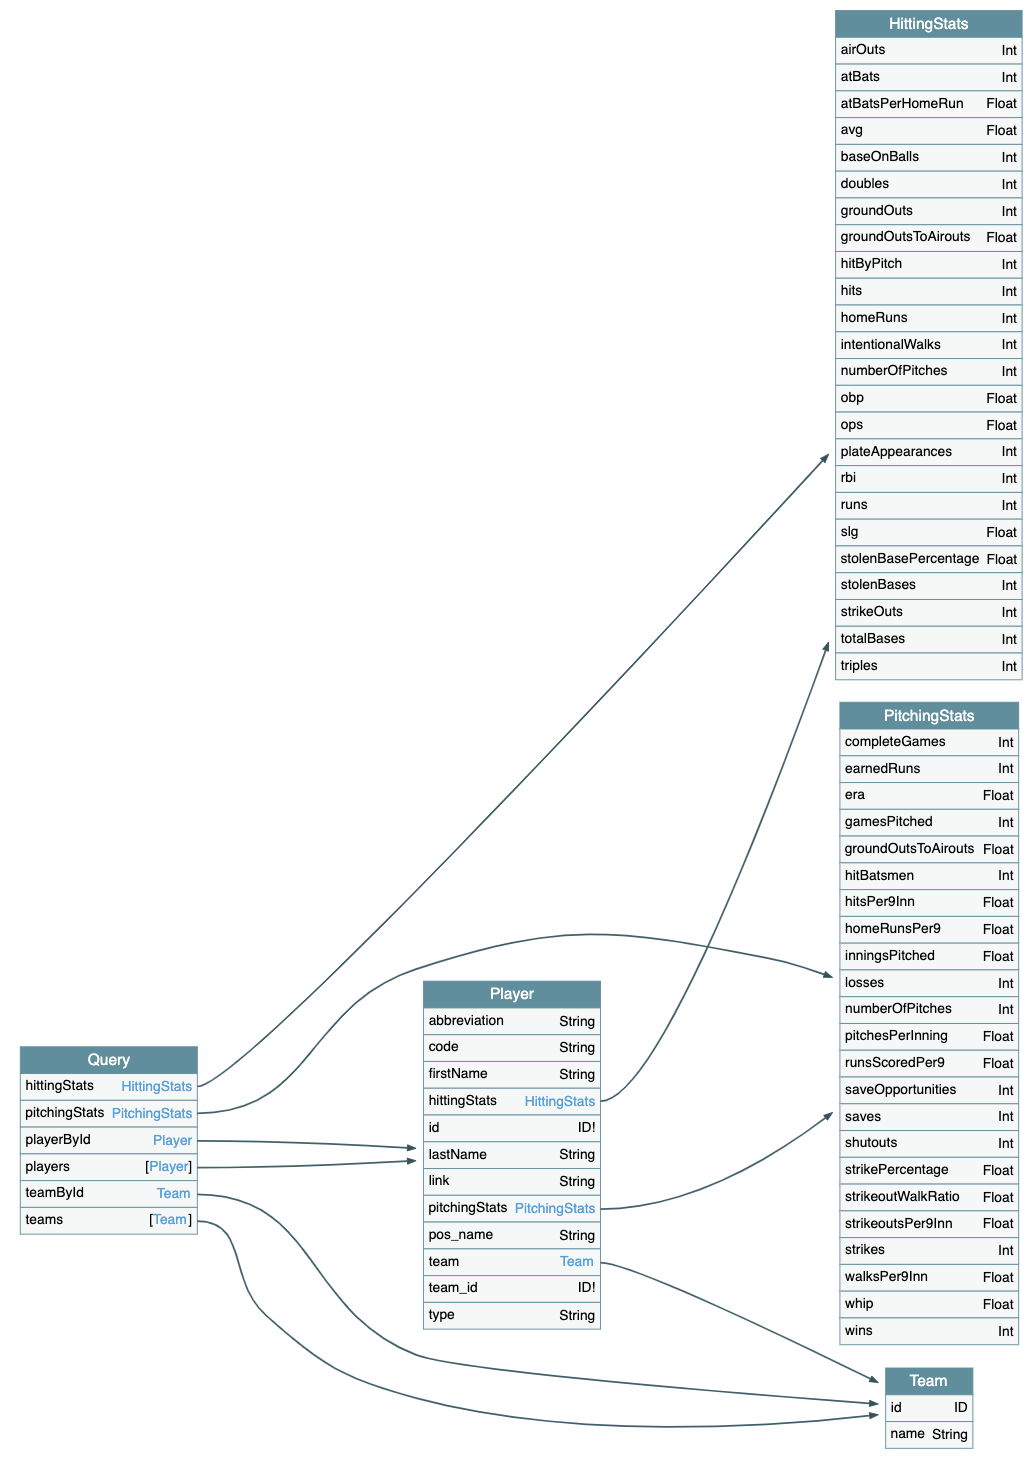 HittingStats
airOuts Int
atBats Int
atBatsPerHomeRun Float
avg Float
baseOnBalls Int
doubles Int
groundOuts Int
groundOutsToAirouts Float
hitByPitch Int
hits Int
homeRuns Int
intentionalWalks Int
numberOfPitches Int
obp Float
ops Float
plateAppearances Int
rbi Int
runs Int
slg Float
stolenBasePercentage Float
stolenBases Int
strikeOuts Int
totalBases Int
triples Int
PitchingStats
completeGames Int
earnedRuns Int
era Float
gamesPitched Int
groundOutsToAirouts Float
hitBatsmen Int
hitsPer9Inn Float
homeRunsPer9 Float
inningsPitched Float
losses Int
numberOfPitches Int
pitchesPerInning Float
runsScoredPer9 Float
saveOpportunities Int
saves Int
shutouts Int
strikePercentage Float
strikeoutWalkRatio Float
strikeoutsPer9Inn Float
strikes Int
walksPer9Inn Float
whip Float
wins Int
Player
abbreviation String
code String
firstName String
hittingStats HittingStats
id ID!
lastName String
link String
pitchingStats PitchingStats
pos_name String
team Team
team_id ID!
type String
Query
hittingStats HittingStats
pitchingStats PitchingStats
playerById Player
players [Player]
teamById Team
teams [Team]
Team
id ID
name String